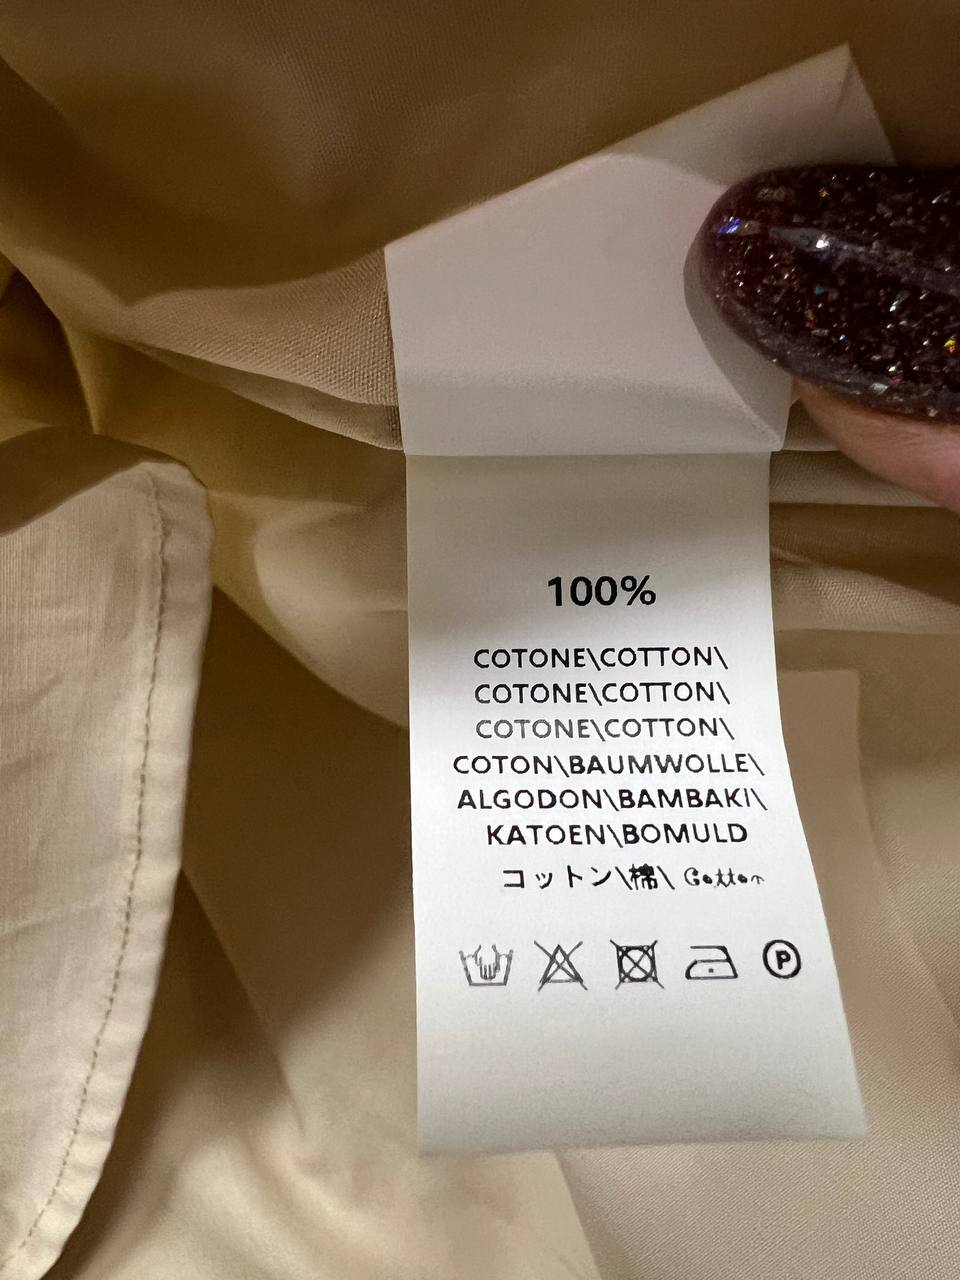 100%
COTONE\COTTON\
COTONE\COTTON\
COTONE\COTTON\
COTON\BAUMWOLLE\
ALGODON\BAMBAKI\
KATOEN\BOMULD
コットン\棉\ Cotton
P